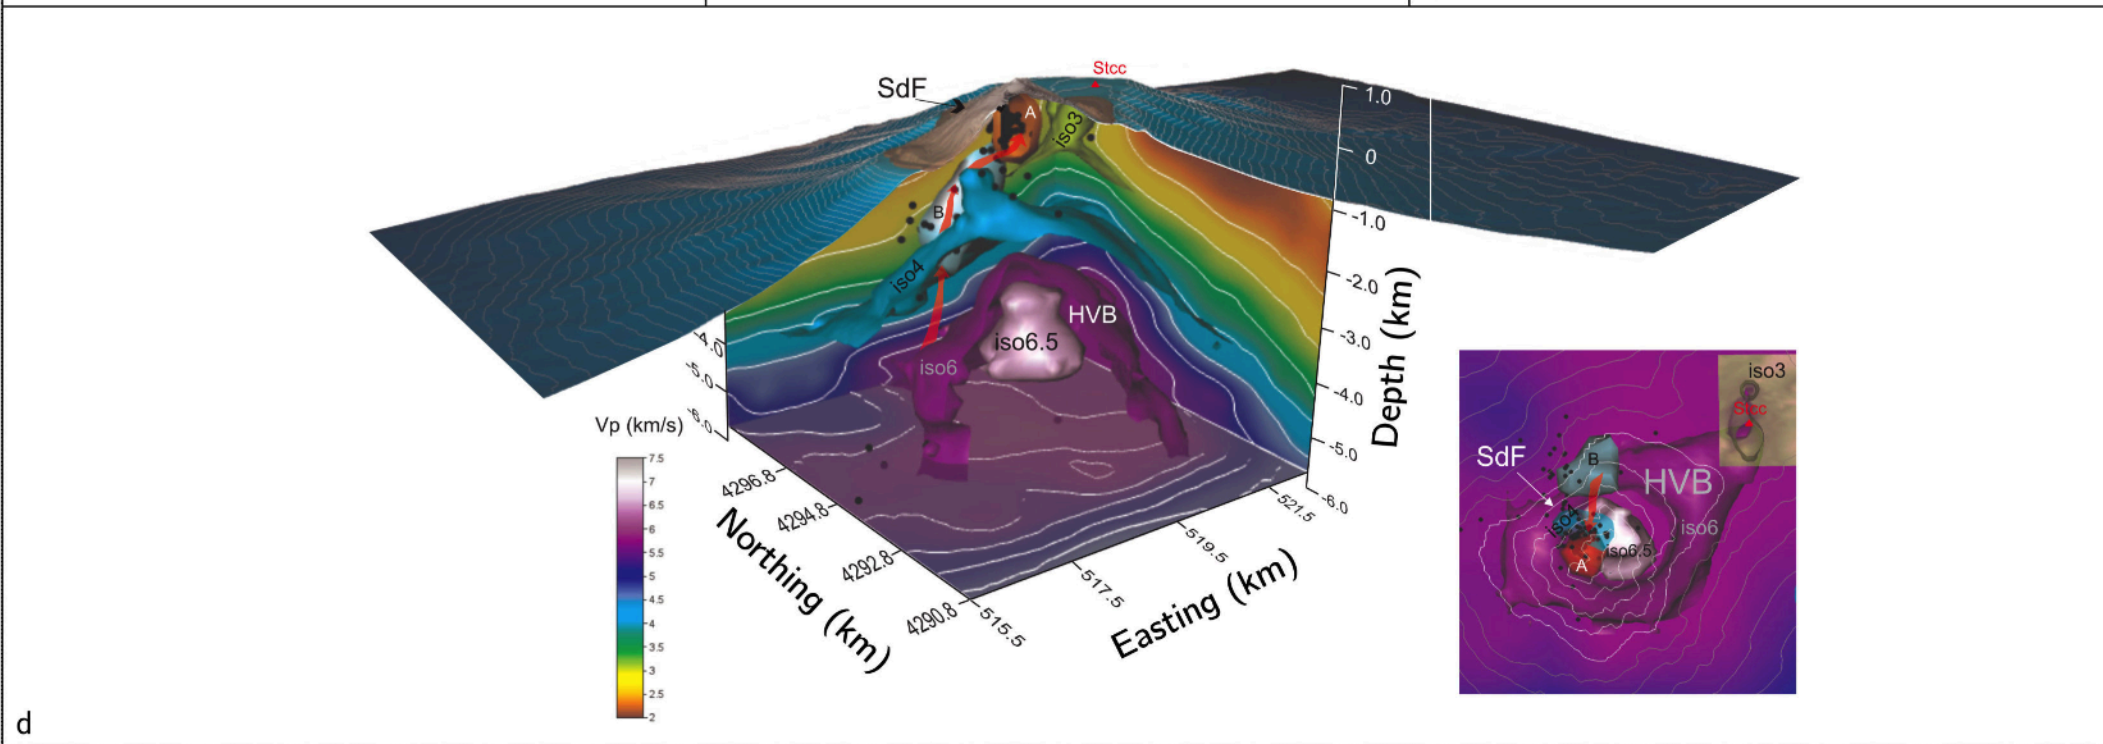 Stcc
SdF
A
iso3
1.0
0
-1.0
-2.0
-3.0
-4.0
-5.0
-6.0
Depth (km)
B
iso4
HVB
iso6.5
iso6
-4.0
-5.0
-6.0
Vp (km/s)
7.5
7
6.5
6
5.5
5
4.5
4
3.5
3
2.5
2
4296.8
4294.8
4292.8
4290.8
Northing (km)
515.5
517.5
519.5
521.5
Easting (km)
iso3
Stcc
SdF
B
HVB
iso4
iso6
iso6.5
A
d